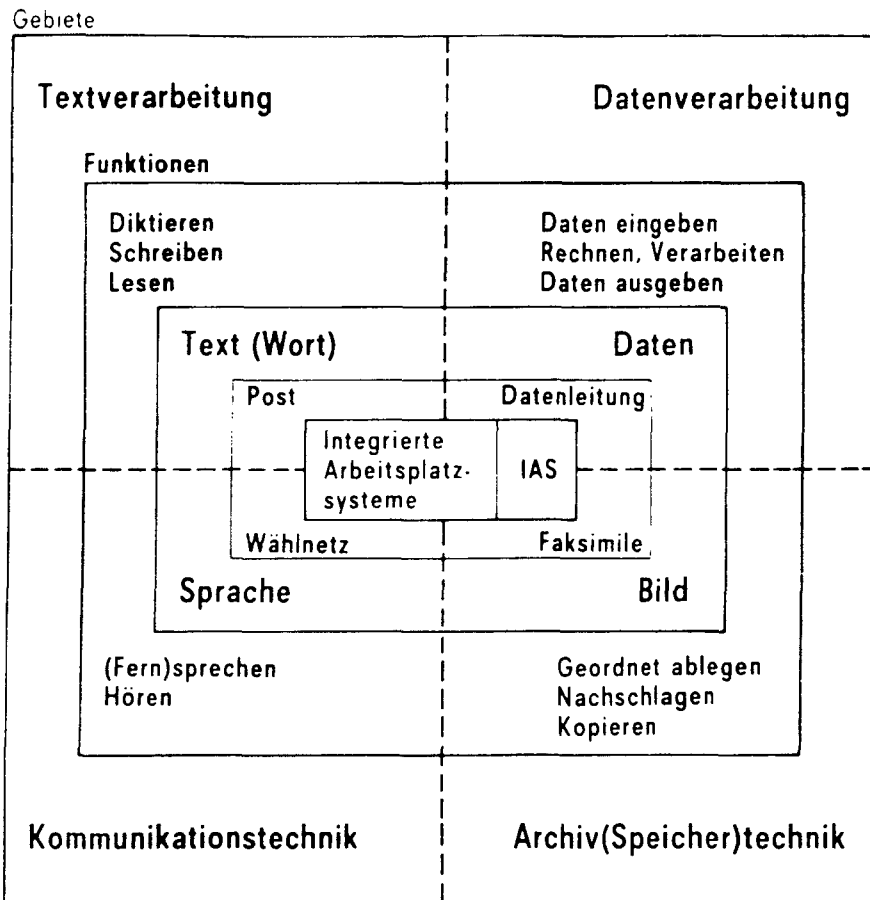 Gebiete
Textverarbeitung
Datenverarbeitung
Funktionen
Diktieren
Schreiben
Lesen
Daten eingeben
Rechnen, Verarbeiten
Daten ausgeben
Text (Wort)
Daten
Post
Datenleitung
Integrierte
Arbeitsplatz-
systeme
IAS
Wählnetz
Faksimile
Sprache
Bild
(Fern)sprechen
Hören
Geordnet ablegen
Nachschlagen
Kopieren
Kommunikationstechnik
Archiv(Speicher)technik